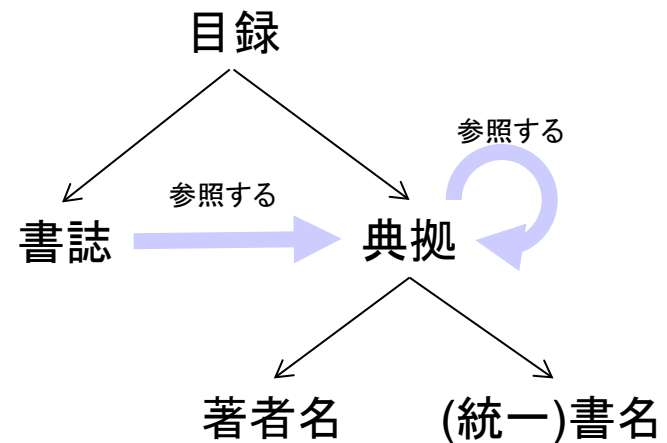 目録
参照する
参照する
書誌
典拠
著者名
(統一)書名